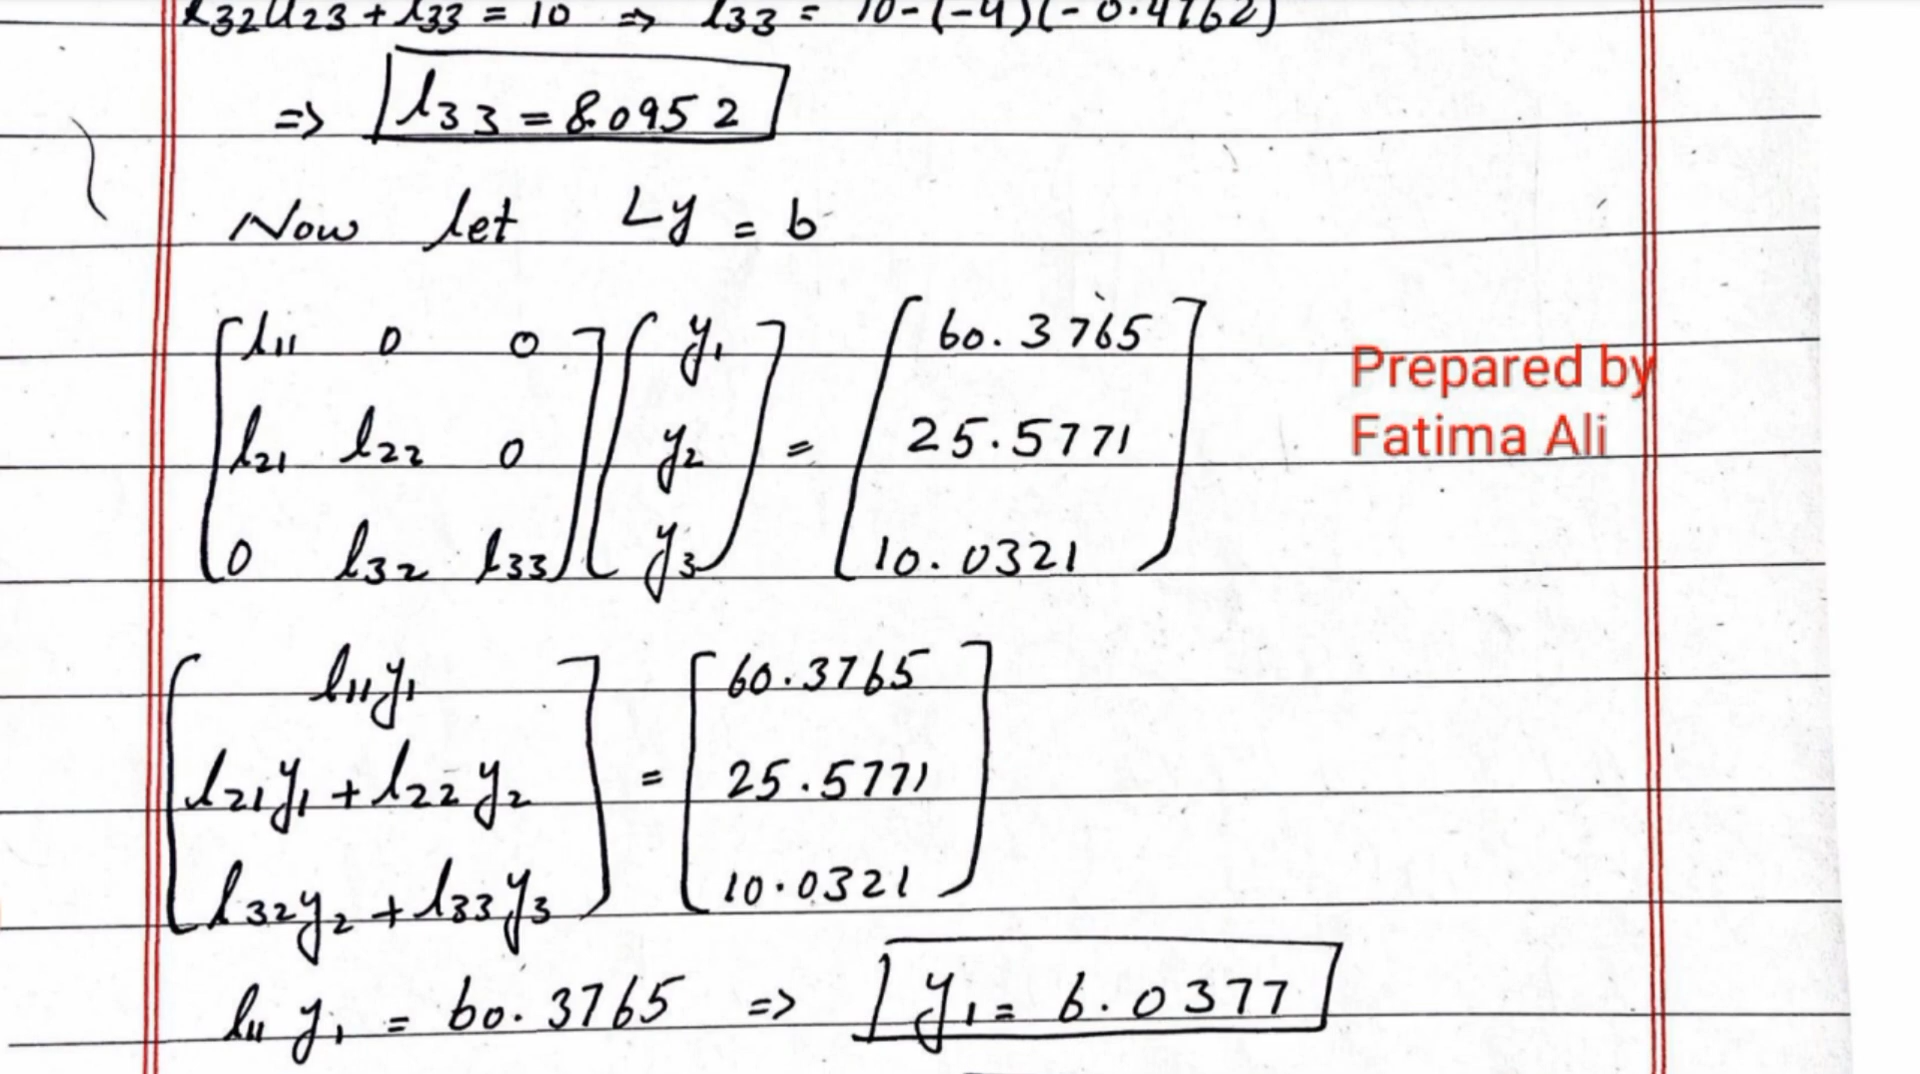 l32u23 + l33 = 10 => l33 = 10-(-4)(-0.4762)
=> l33 = 8.0952
Now let Ly = b
[l11 0 0] [y1] = [60.3765]
[l21 l22 0] [y2] = [25.5771]
[0 l32 l33] [y3] = [10.0321]
Prepared by
Fatima Ali
[l11y1] = [60.3765]
[l21y1 + l22y2] = [25.5771]
[l32y2 + l33y3] = [10.0321]
l11 y1 = 60.3765 => y1 = 6.0377